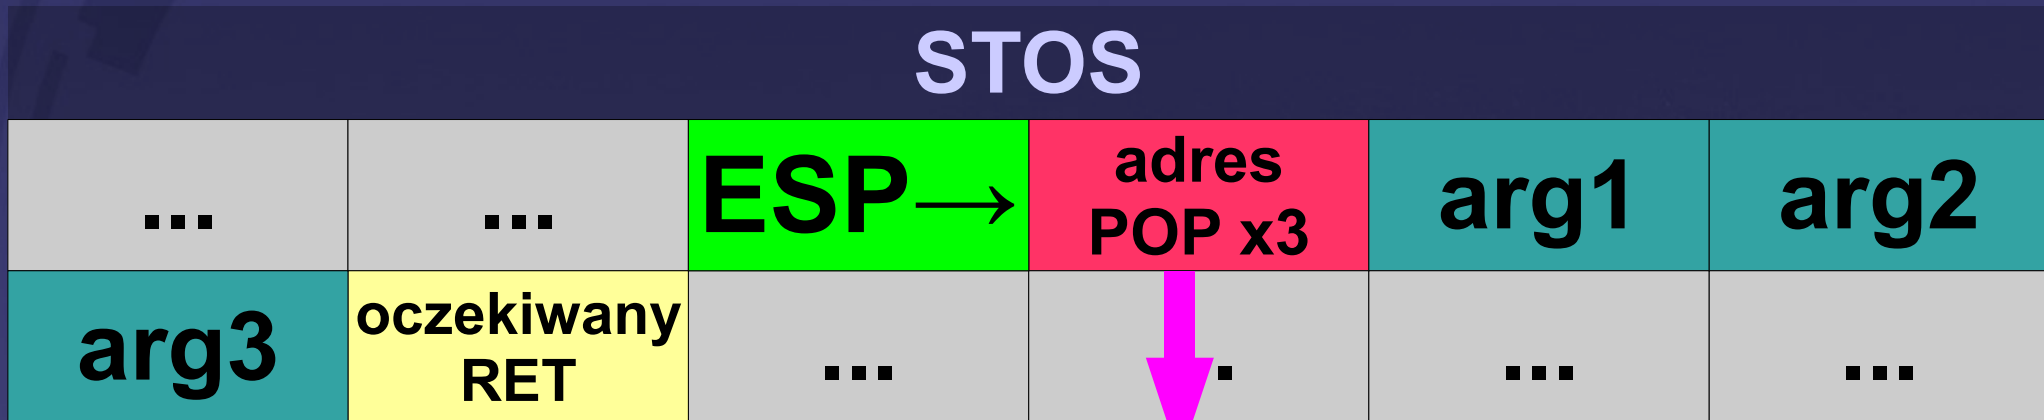 STOS
... ... ESP→ adres POP x3 arg1 arg2
arg3 oczekiwany RET ... . ... ...